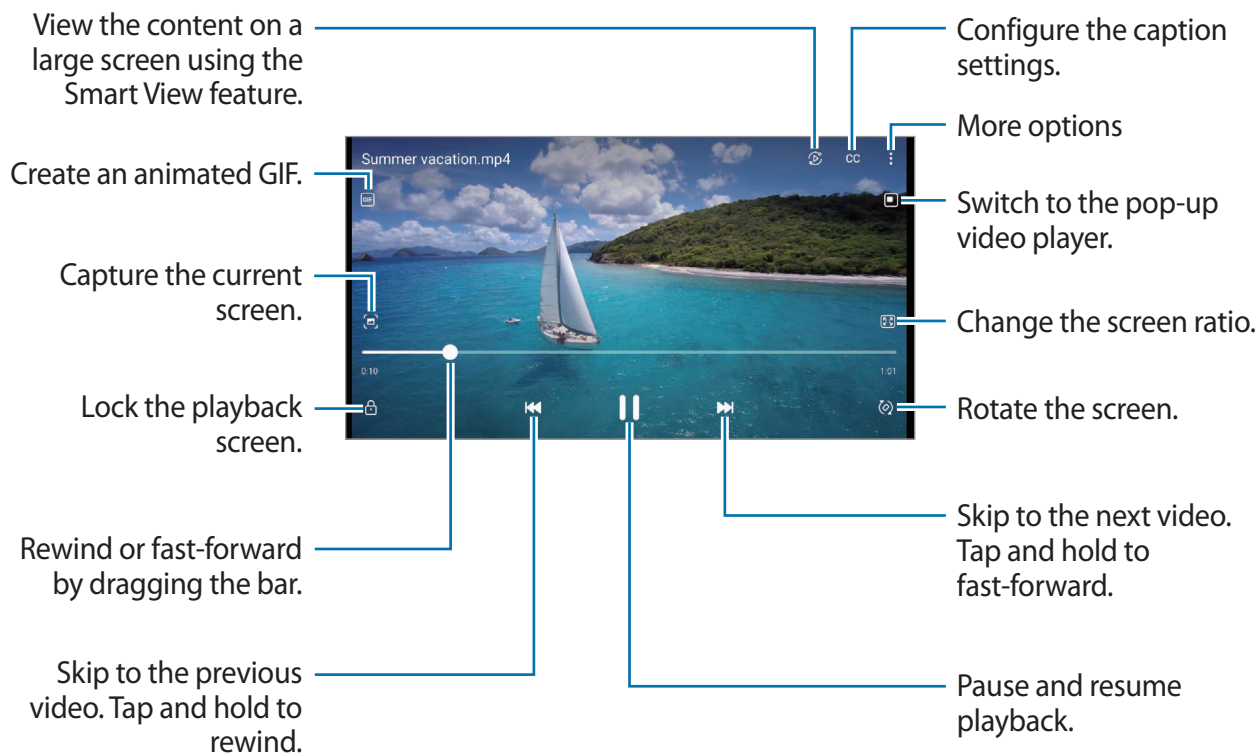 View the content on a
large screen using the
Smart View feature.
Configure the caption
settings.
More options
Create an animated GIF.
Switch to the pop-up
video player.
Capture the current
screen.
Change the screen ratio.
Lock the playback
screen.
Rotate the screen.
Rewind or fast-forward
by dragging the bar.
Skip to the next video.
Tap and hold to
fast-forward.
Skip to the previous
video. Tap and hold to
rewind.
Pause and resume
playback.
Summer vacation.mp4
CC
GIF
0:10
1:01